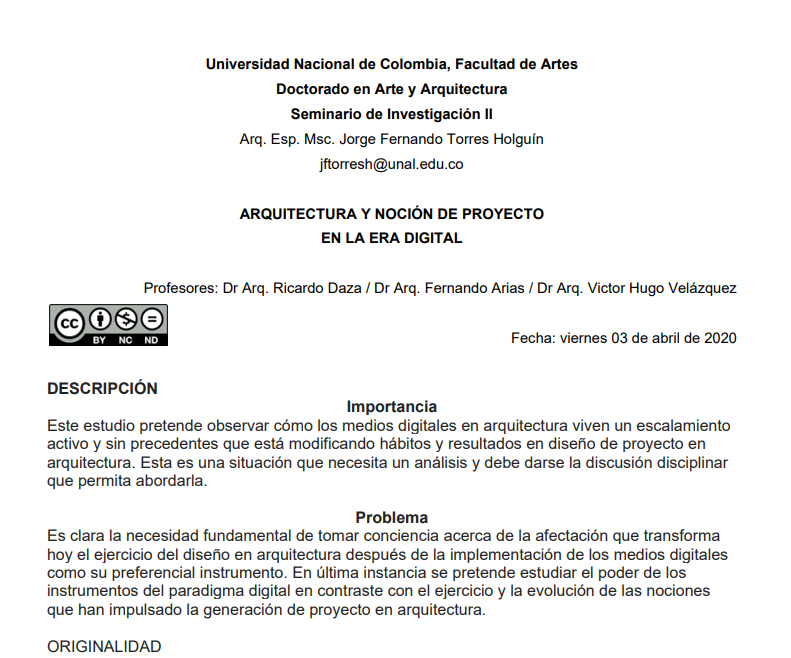 Universidad Nacional de Colombia, Facultad de Artes
Doctorado en Arte y Arquitectura
Seminario de Investigación II
Arq. Esp. Msc. Jorge Fernando Torres Holguín
jftorresh@unal.edu.co
ARQUITECTURA Y NOCIÓN DE PROYECTO
EN LA ERA DIGITAL
Profesores: Dr Arq. Ricardo Daza / Dr Arq. Fernando Arias / Dr Arq. Victor Hugo Velázquez
cc BY NC ND
Fecha: viernes 03 de abril de 2020
DESCRIPCIÓN
Importancia
Este estudio pretende observar cómo los medios digitales en arquitectura viven un escalamiento
activo y sin precedentes que está modificando hábitos y resultados en diseño de proyecto en
arquitectura. Esta es una situación que necesita un análisis y debe darse la discusión disciplinar
que permita abordarla.
Problema
Es clara la necesidad fundamental de tomar conciencia acerca de la afectación que transforma
hoy el ejercicio del diseño en arquitectura después de la implementación de los medios digitales
como su preferencial instrumento. En última instancia se pretende estudiar el poder de los
instrumentos del paradigma digital en contraste con el ejercicio y la evolución de las nociones
que han impulsado la generación de proyecto en arquitectura.
ORIGINALIDAD